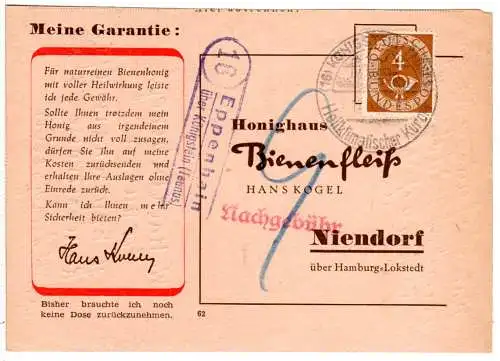 Meine Garantie:
Für naturreinen Bienenhonig
mit voller Heilwirkung leiste
ich jede Gewähr.
Sollte Ihnen trotzdem mein
Honig aus irgendeinem
Grunde nicht voll zusagen,
dürfen Sie ihn auf meine
Kosten zurücksenden und
erhalten Ihre Auslagen ohne
Einrede zurück.
Kann ich Ihnen mehr
Sicherheit bieten?
Bisher brauchte ich noch
keine Dose zurückzunehmen.
62
(16) Eppenhain
über Königstein (Taunus)
4
Heilklimatischer Kurort
Honighaus
Bienenfleiß
HANS KOGEL
Nachgebühr
9
Niendorf
über Hamburg-Lokstedt